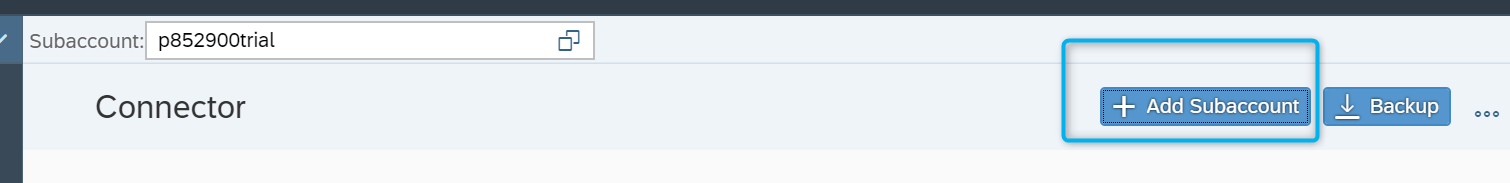 Subaccount: p852900trial
Connector
Add Subaccount
Backup